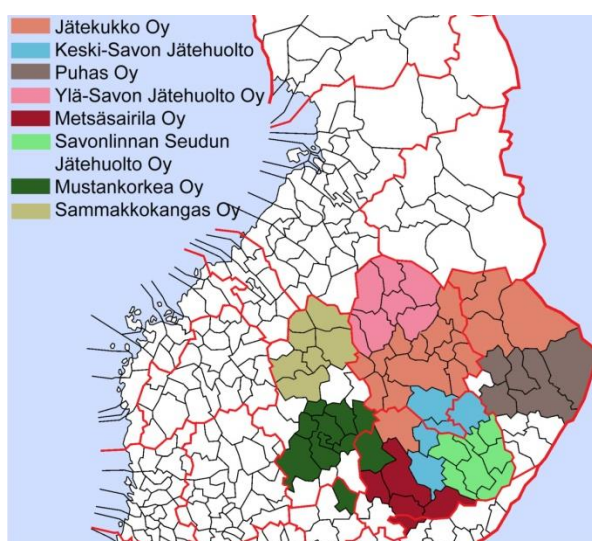 Jätekukko Oy
Keski-Savon Jätehuolto
Puhas Oy
Ylä-Savon Jätehuolto Oy
Metsäsairila Oy
Savonlinnan Seudun
Jätehuolto Oy
Mustankorkea Oy
Sammakkokangas Oy